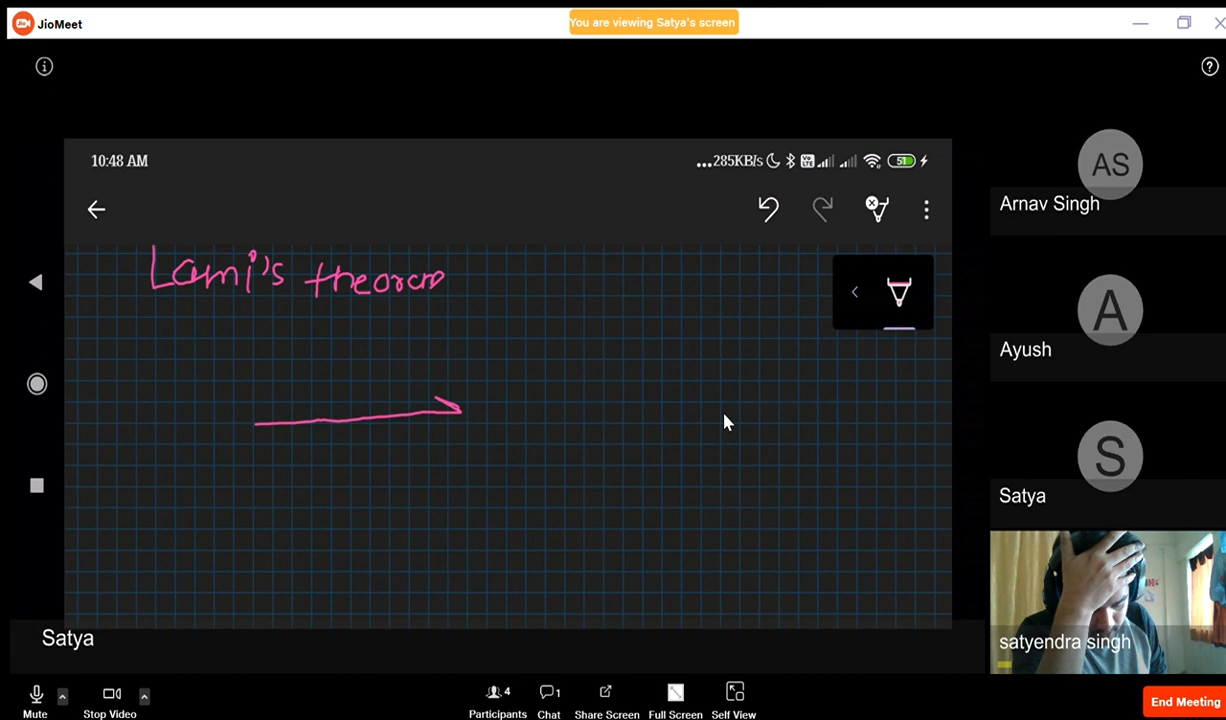 JioMeet
You are viewing Satya's screen
10:48 AM
...285KB/s
51
Lami's theorem
AS
Arnav Singh
A
Ayush
S
Satya
satyendra singh
Satya
Mute
Stop Video
4
Participants
1
Chat
Share Screen
Full Screen
Self View
End Meeting